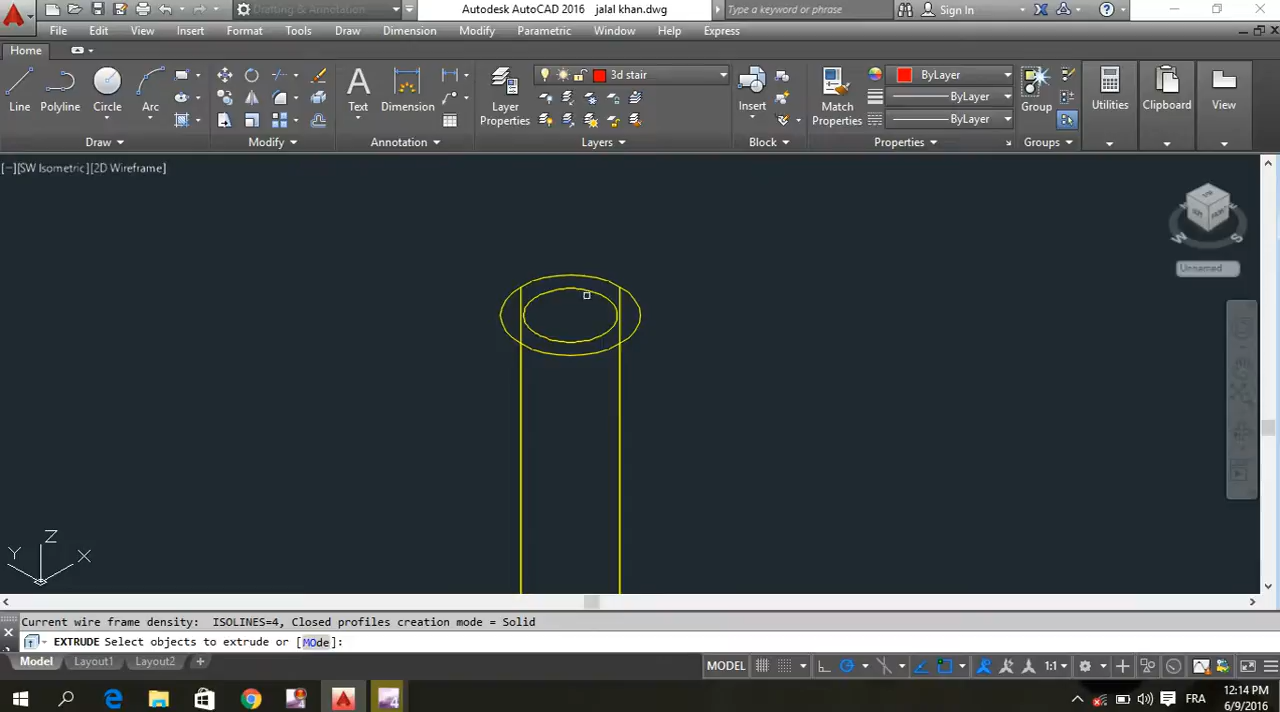 Drafting & Annotation
Autodesk AutoCAD 2016 jalal khan.dwg
Type a keyword or phrase
Sign In
File Edit View Insert Format Tools Draw Dimension Modify Parametric Window Help Express
Home
3d stair
ByLayer
ByLayer
ByLayer
Line Polyline Circle Arc Text Dimension Layer Properties Insert Match Properties Group Utilities Clipboard View
Draw Modify Annotation Layers Block Properties Groups
[−][SW Isometric][2D Wireframe]
W S
Unnamed
Z
Y X
Current wire frame density: ISOLINES=4, Closed profiles creation mode = Solid
EXTRUDE Select objects to extrude or [MOde]:
Model Layout1 Layout2 +
MODEL 1:1
FRA
12:14 PM
6/9/2016